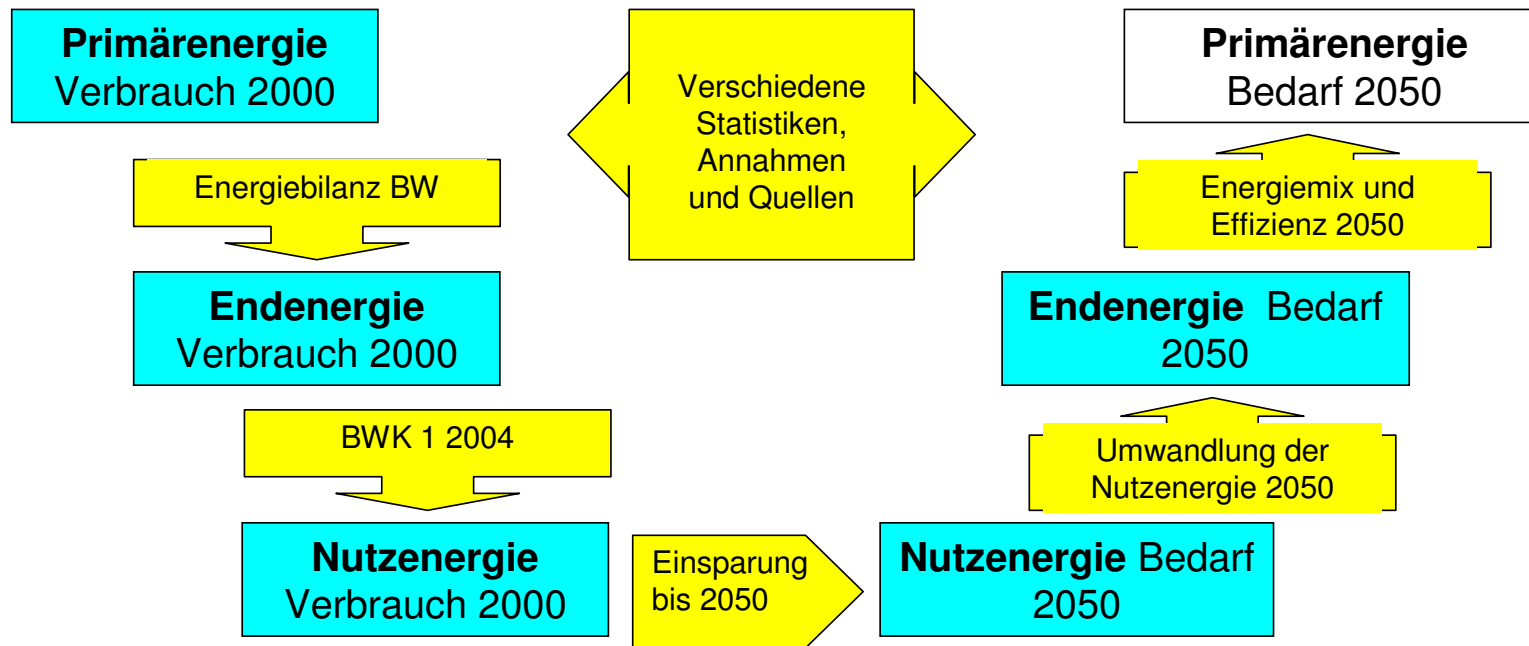 Primärenergie
Verbrauch 2000
Verschiedene
Statistiken,
Annahmen
und Quellen
Primärenergie
Bedarf 2050
Energiebilanz BW
Energiemix und
Effizienz 2050
Endenergie
Verbrauch 2000
Endenergie Bedarf
2050
BWK 1 2004
Umwandlung der
Nutzenergie 2050
Nutzenergie
Verbrauch 2000
Einsparung
bis 2050
Nutzenergie Bedarf
2050